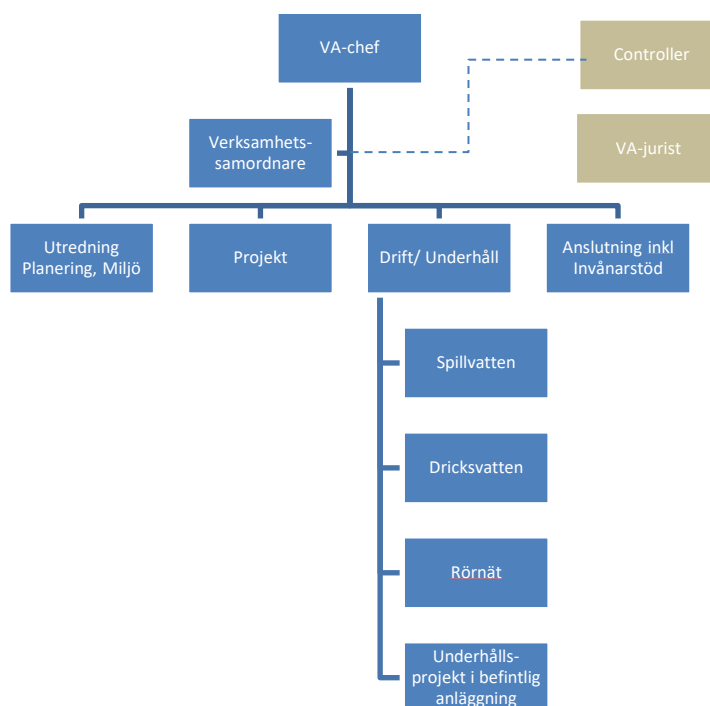 VA-chef
Controller
Verksamhets-
samordnare
VA-jurist
Utredning
Planering, Miljö
Projekt
Drift/ Underhåll
Anslutning inkl
Invånarstöd
Spillvatten
Dricksvatten
Rörnät
Underhålls-
projekt i befintlig
anläggning